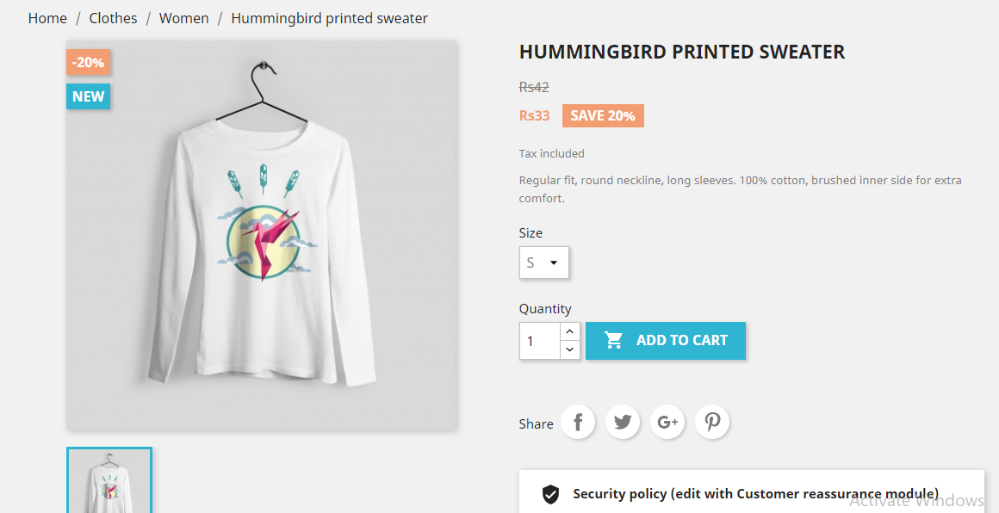 Home / Clothes / Women / Hummingbird printed sweater
-20%
NEW
HUMMINGBIRD PRINTED SWEATER
Rs42
Rs33 SAVE 20%
Tax included
Regular fit, round neckline, long sleeves. 100% cotton, brushed inner side for extra
comfort.
Size
S
Quantity
1 ADD TO CART
Share f G+
Security policy (edit with Customer reassurance module)
Activate Windows